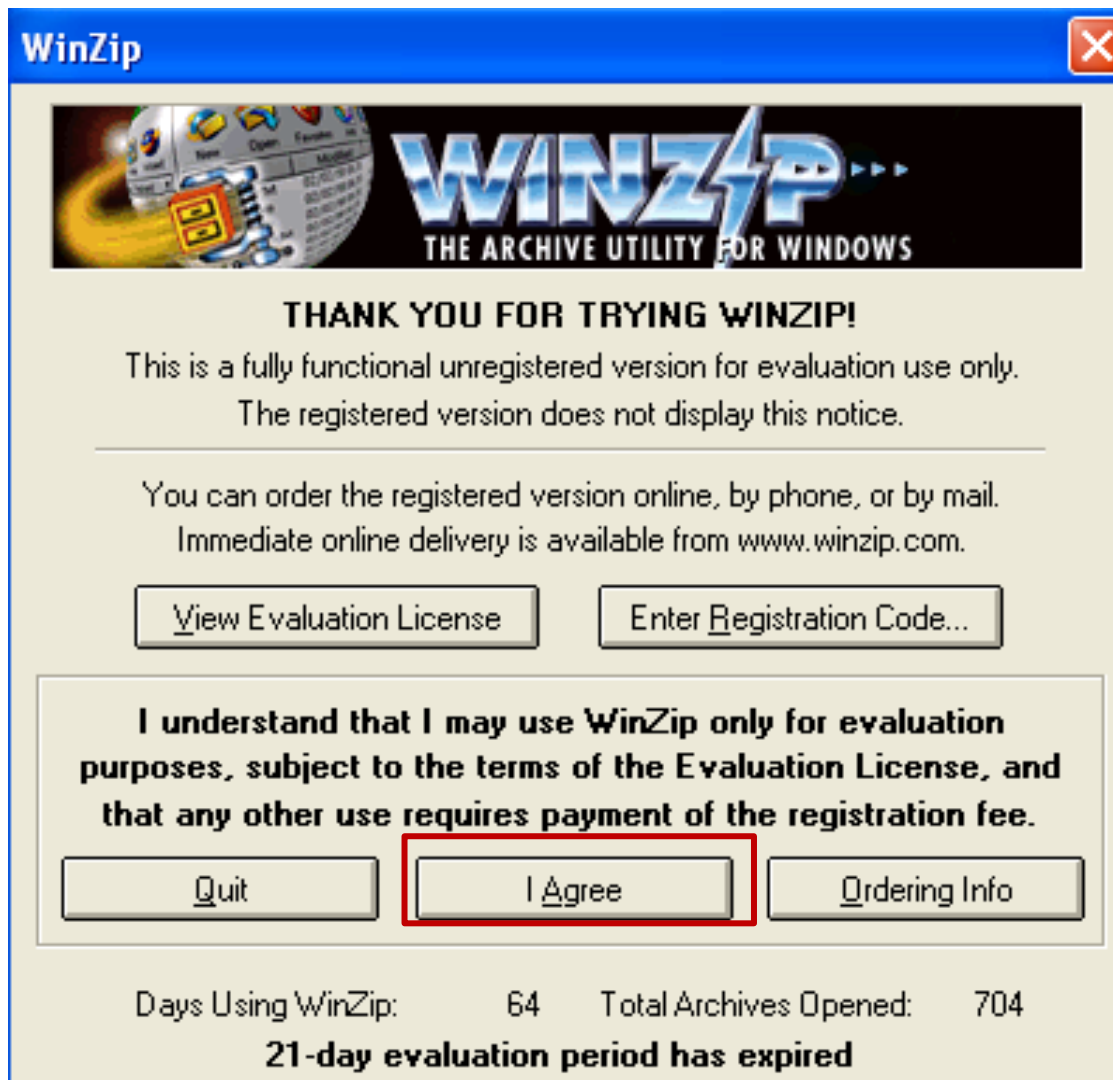 WinZip
New Open Favorites
WINZIP
THE ARCHIVE UTILITY FOR WINDOWS
THANK YOU FOR TRYING WINZIP!
This is a fully functional unregistered version for evaluation use only.
The registered version does not display this notice.
You can order the registered version online, by phone, or by mail.
Immediate online delivery is available from www.winzip.com.
View Evaluation License Enter Registration Code...
I understand that I may use WinZip only for evaluation
purposes, subject to the terms of the Evaluation License, and
that any other use requires payment of the registration fee.
Quit I Agree Ordering Info
Days Using WinZip: 64 Total Archives Opened: 704
21-day evaluation period has expired